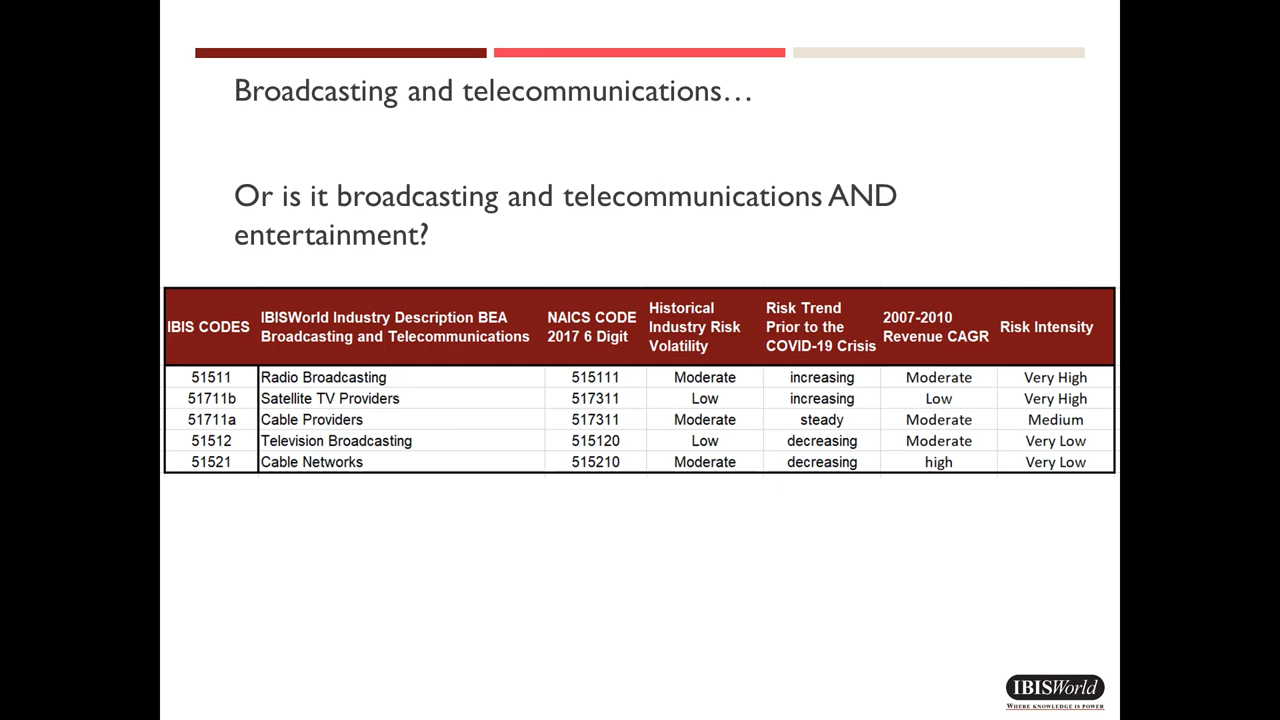 Broadcasting and telecommunications…
Or is it broadcasting and telecommunications AND
entertainment?
IBIS CODES IBISWorld Industry Description BEA Broadcasting and Telecommunications NAICS CODE 2017 6 Digit Historical Industry Risk Volatility Risk Trend Prior to the COVID-19 Crisis 2007-2010 Revenue CAGR Risk Intensity
51511 Radio Broadcasting 515111 Moderate increasing Moderate Very High
51711b Satellite TV Providers 517311 Low increasing Low Very High
51711a Cable Providers 517311 Moderate steady Moderate Medium
51512 Television Broadcasting 515120 Low decreasing Moderate Very Low
51521 Cable Networks 515210 Moderate decreasing high Very Low
IBISWorld
WHERE KNOWLEDGE IS POWER